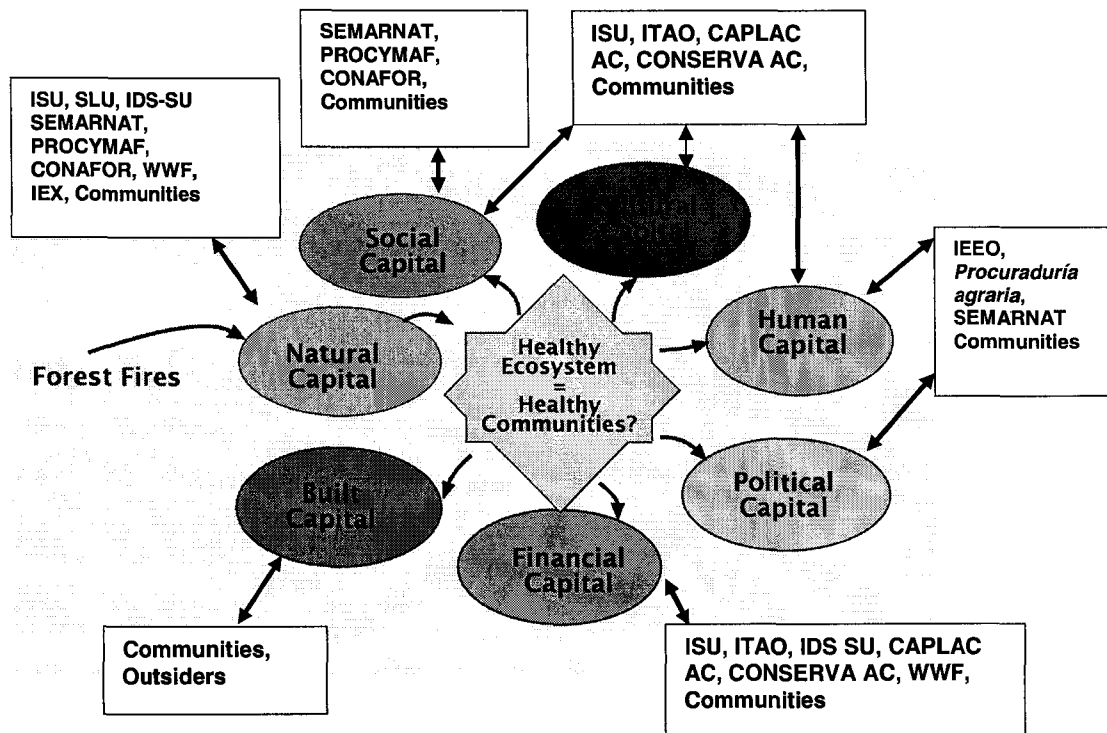 SEMARNAT,
PROCYMAF,
CONAFOR,
Communities
ISU, ITAO, CAPLAC
AC, CONSERVA AC,
Communities
ISU, SLU, IDS-SU
SEMARNAT,
PROCYMAF,
CONAFOR, WWF,
IEX, Communities
Social
Capital
IEEO,
Procuraduría
agraria,
SEMARNAT
Communities
Human
Capital
Natural
Capital
Forest Fires
Healthy
Ecosystem
=
Healthy
Communities?
Built
Capital
Political
Capital
Financial
Capital
Communities,
Outsiders
ISU, ITAO, IDS SU, CAPLAC
AC, CONSERVA AC, WWF,
Communities